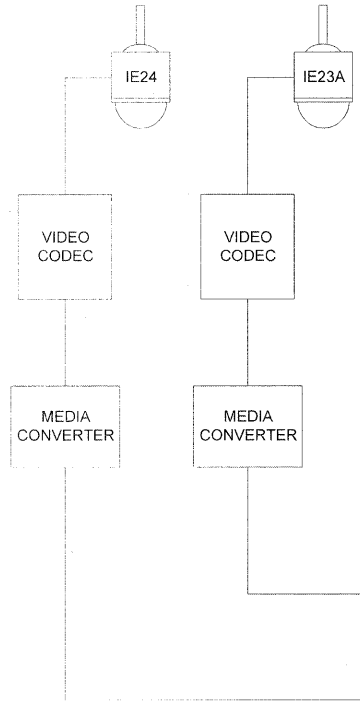 IE24
IE23A
VIDEO
CODEC
VIDEO
CODEC
MEDIA
CONVERTER
MEDIA
CONVERTER